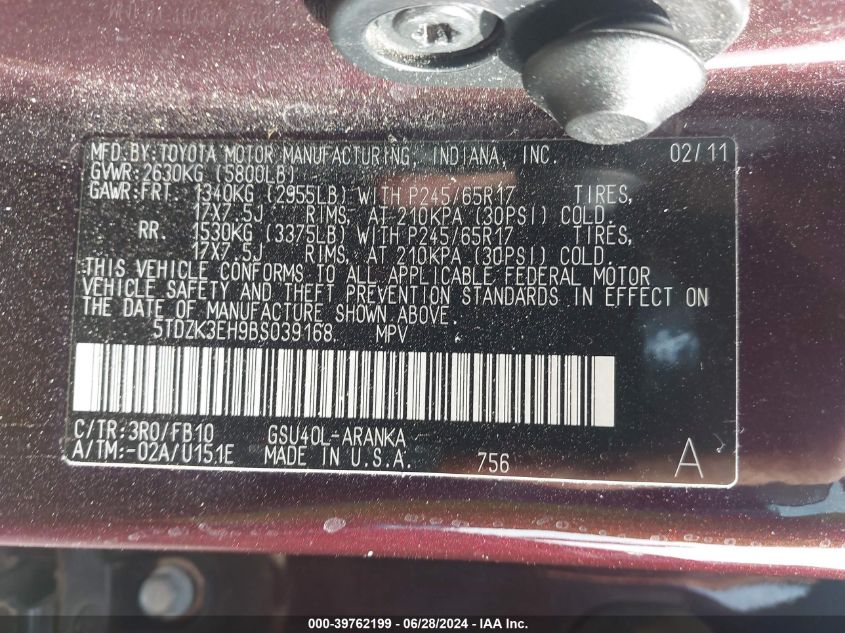 MFD.BY:TOYOTA MOTOR MANUFACTURING, INDIANA, INC. 02/11
GVWR:2630KG (5800LB)
GAWR:FRT. 1340KG (2955LB) WITH P245/65R17 TIRES,
17X7.5J RIMS, AT 210KPA (30PSI) COLD.
RR. 1530KG (3375LB) WITH P245/65R17 TIRES,
17X7.5J RIMS, AT 210KPA (30PSI) COLD.
THIS VEHICLE CONFORMS TO ALL APPLICABLE FEDERAL MOTOR
VEHICLE SAFETY AND THEFT PREVENTION STANDARDS IN EFFECT ON
THE DATE OF MANUFACTURE SHOWN ABOVE.
5TDZK3EH9BS039168 MPV
C/TR:3R0/FB10 GSU40L-ARANKA
A/TM:-02A/U151E MADE IN U.S.A. 756 A
000-39762199 | 06/28/2024 | IAA Inc.